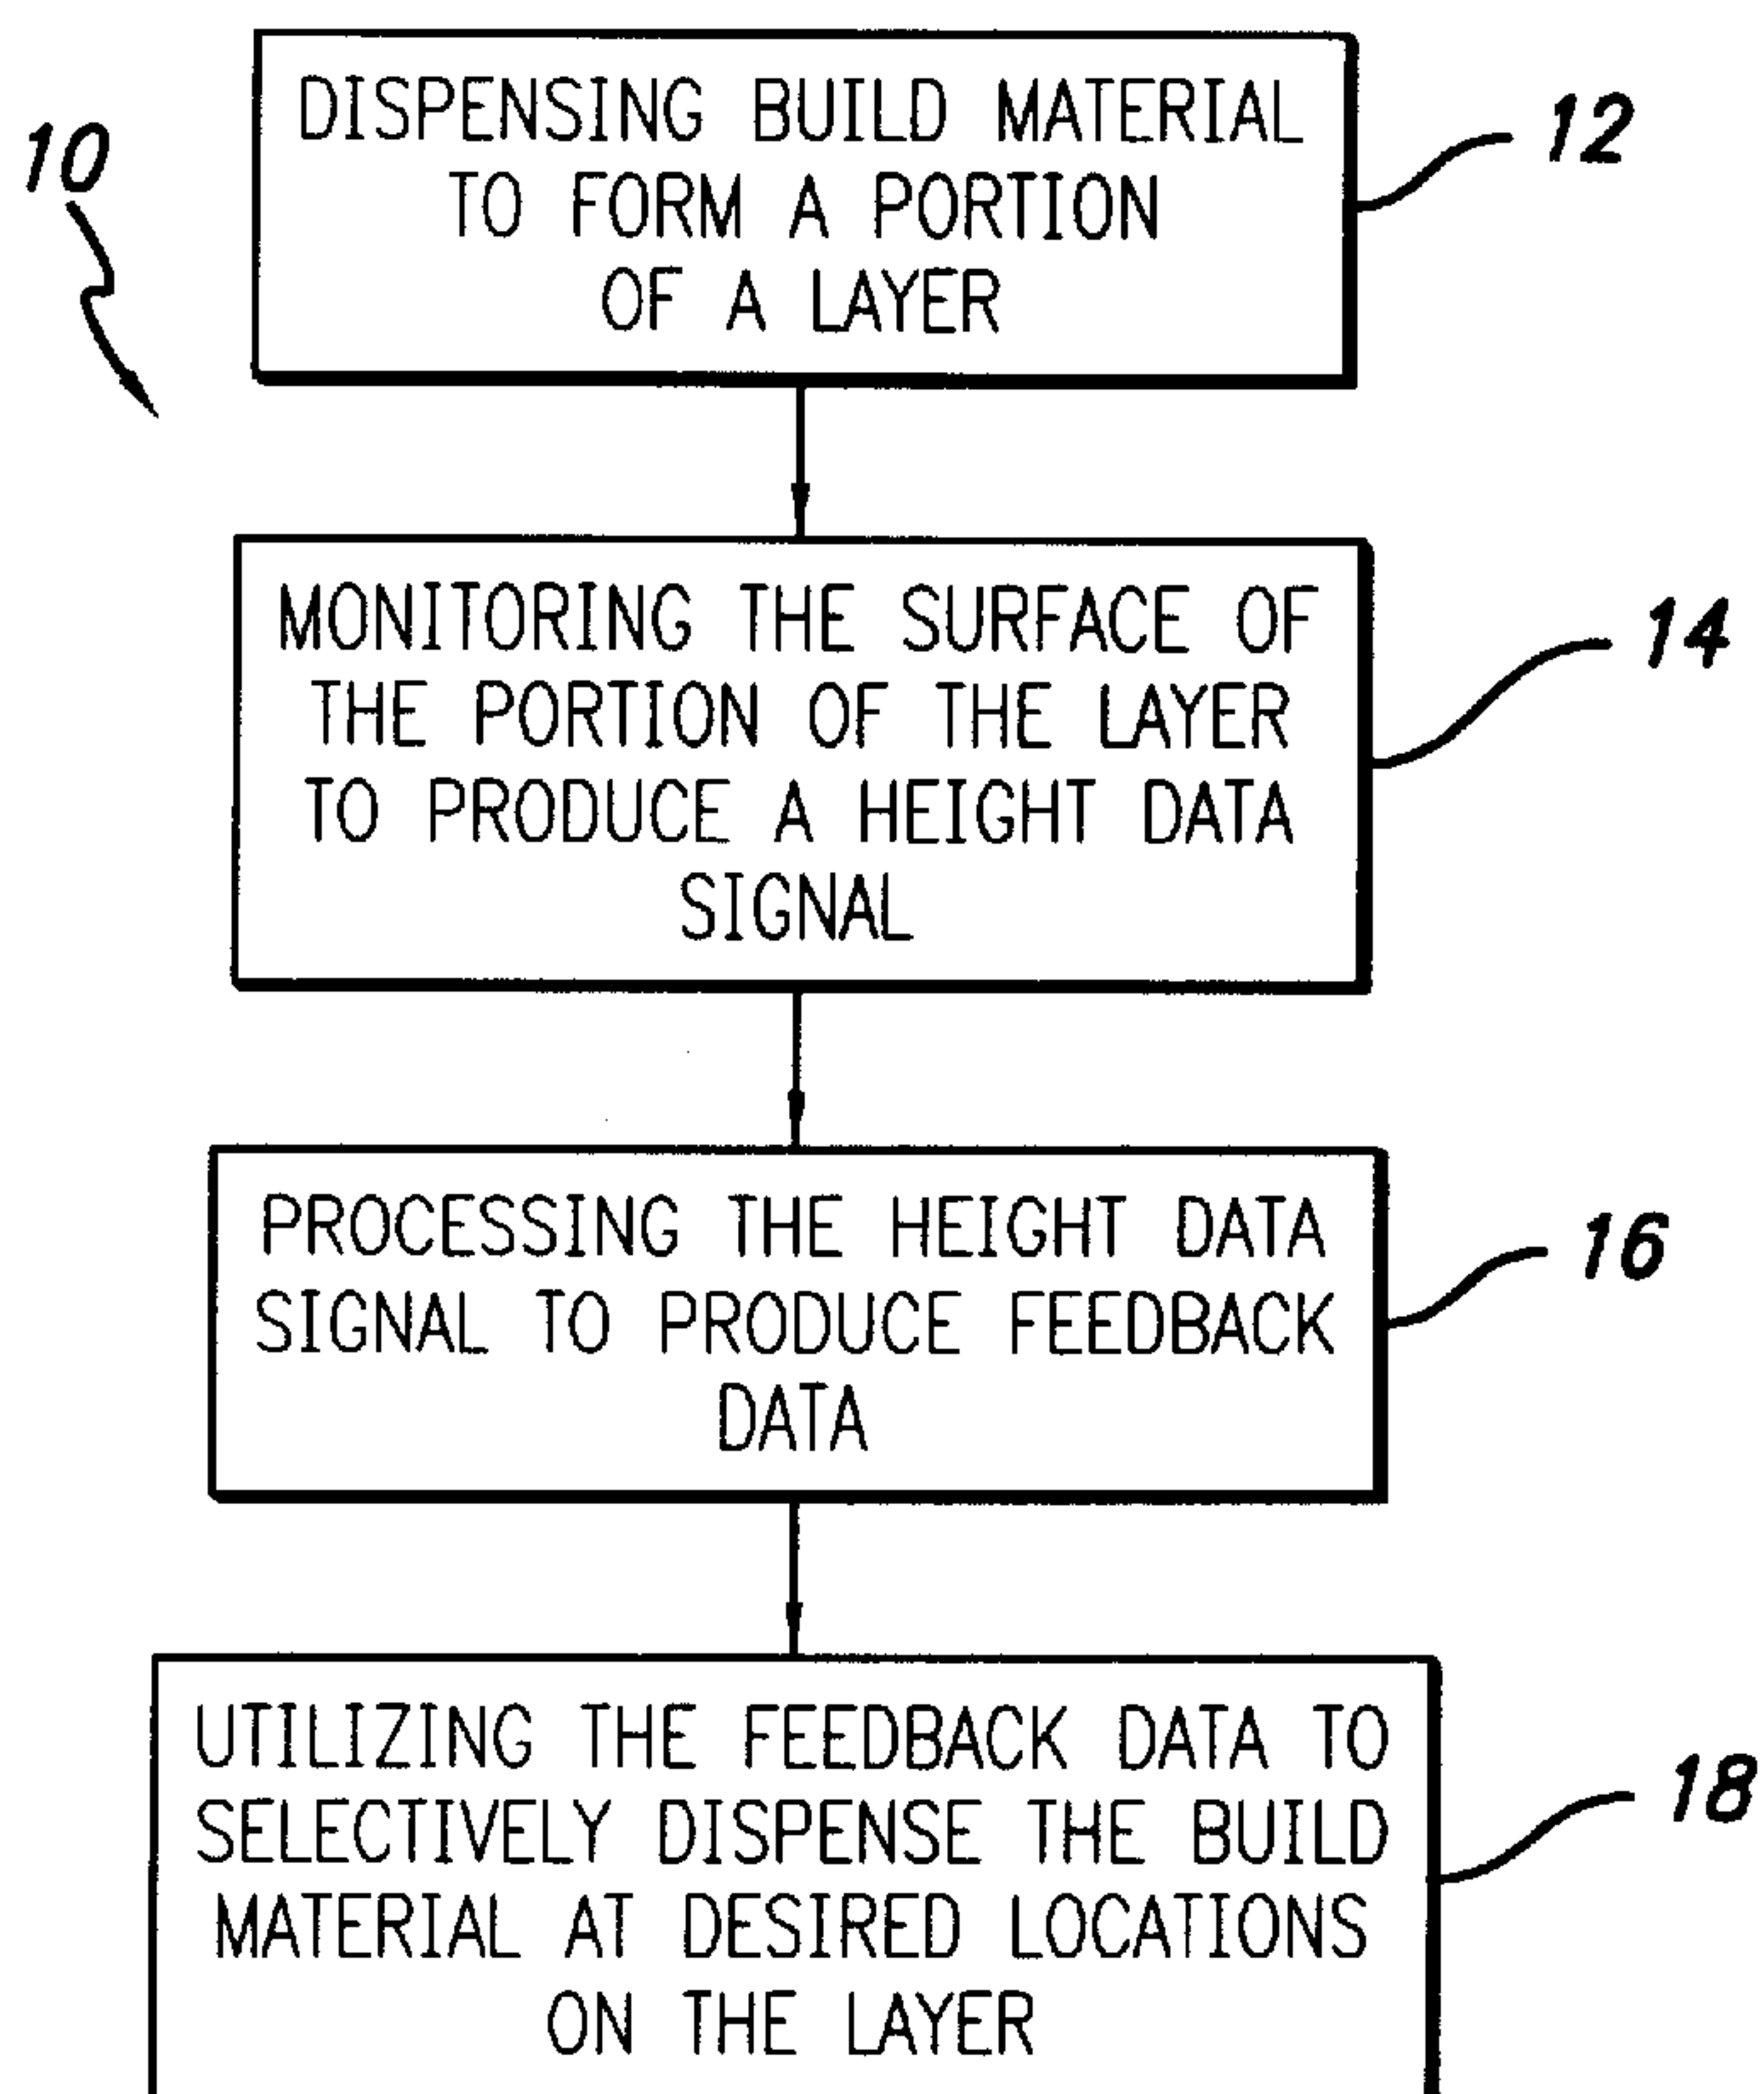 10
DISPENSING BUILD MATERIAL
TO FORM A PORTION
OF A LAYER
12
MONITORING THE SURFACE OF
THE PORTION OF THE LAYER
TO PRODUCE A HEIGHT DATA
SIGNAL
14
PROCESSING THE HEIGHT DATA
SIGNAL TO PRODUCE FEEDBACK
DATA
16
UTILIZING THE FEEDBACK DATA TO
SELECTIVELY DISPENSE THE BUILD
MATERIAL AT DESIRED LOCATIONS
ON THE LAYER
18